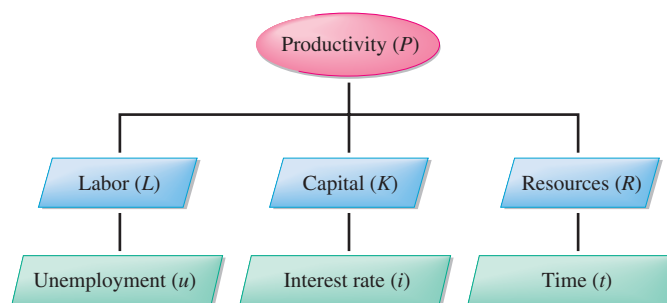 Productivity (P)
Labor (L)
Capital (K)
Resources (R)
Unemployment (u)
Interest rate (i)
Time (t)